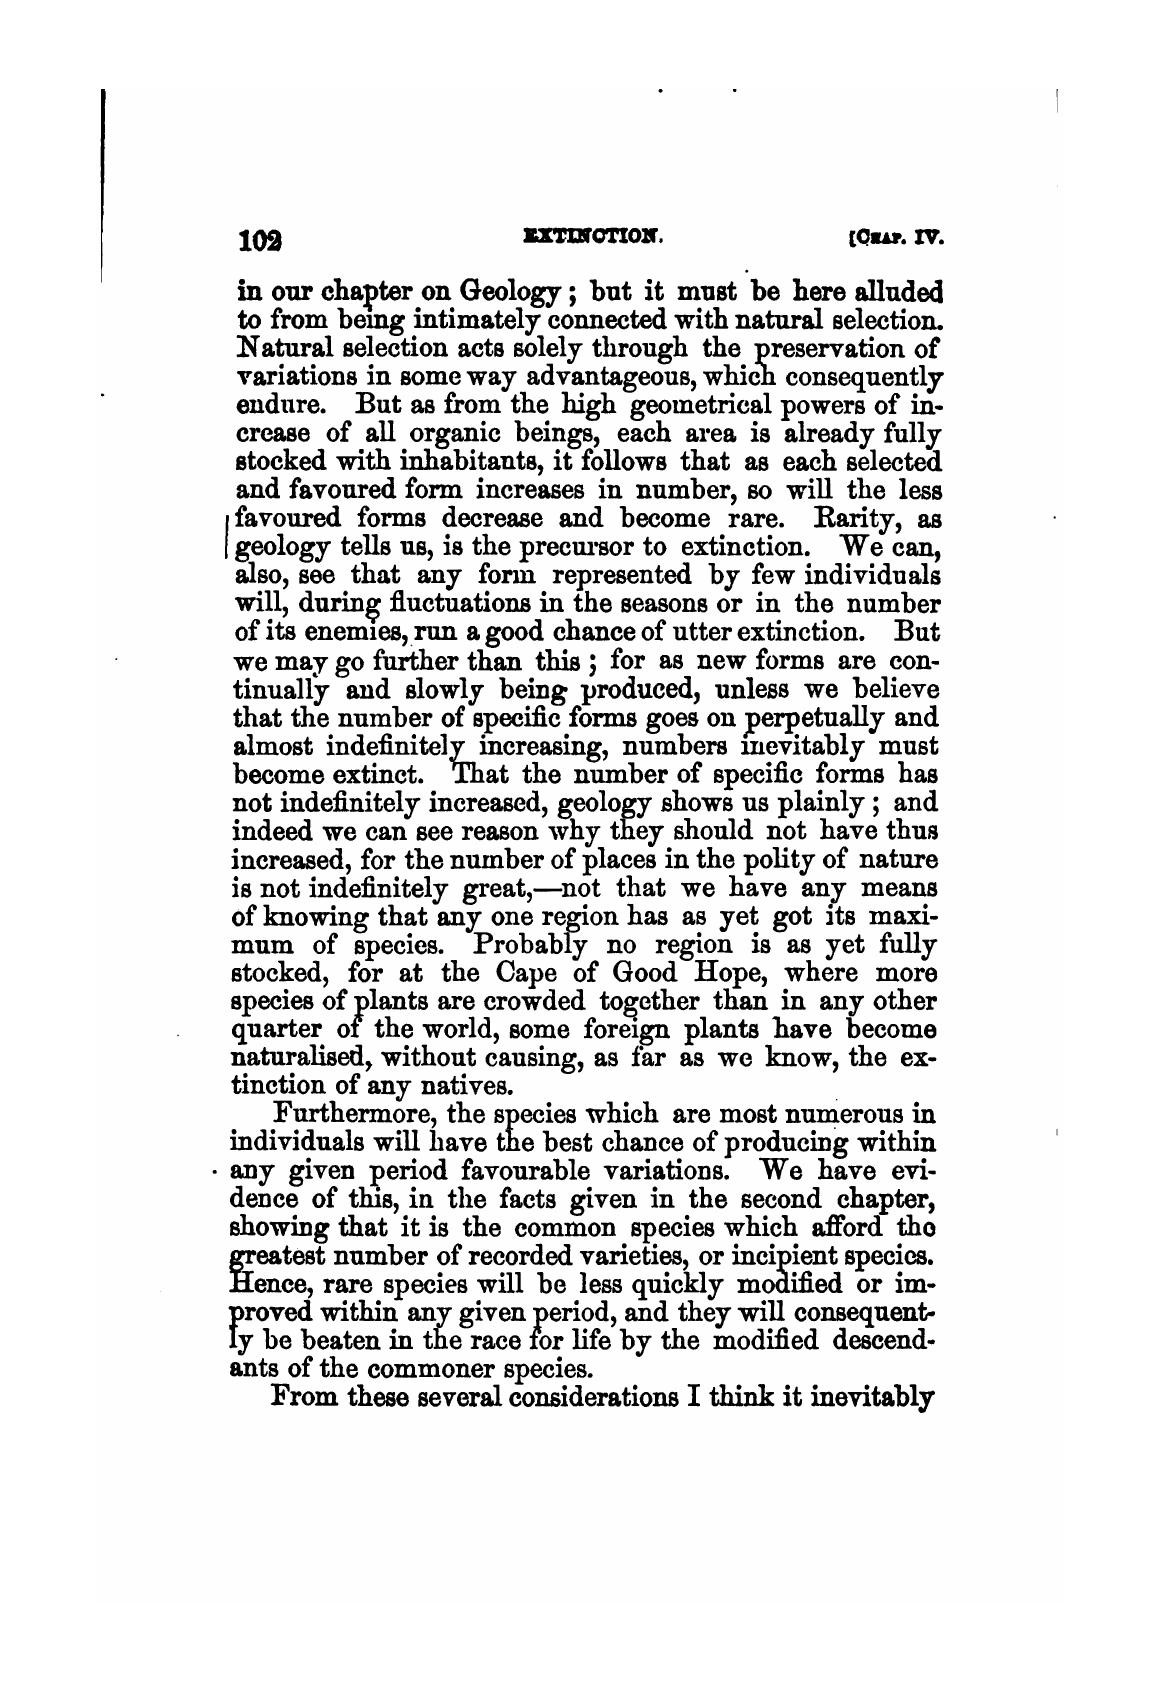 102 EXTINCTION. [CHAP. IV.
in our chapter on Geology; but it must be here alluded
to from being intimately connected with natural selection.
Natural selection acts solely through the preservation of
variations in some way advantageous, which consequently
endure. But as from the high geometrical powers of in-
crease of all organic beings, each area is already fully
stocked with inhabitants, it follows that as each selected
and favoured form increases in number, so will the less
favoured forms decrease and become rare. Rarity, as
geology tells us, is the precursor to extinction. We can,
also, see that any form represented by few individuals
will, during fluctuations in the seasons or in the number
of its enemies, run a good chance of utter extinction. But
we may go further than this; for as new forms are con-
tinually and slowly being produced, unless we believe
that the number of specific forms goes on perpetually and
almost indefinitely increasing, numbers inevitably must
become extinct. That the number of specific forms has
not indefinitely increased, geology shows us plainly; and
indeed we can see reason why they should not have thus
increased, for the number of places in the polity of nature
is not indefinitely great,—not that we have any means
of knowing that any one region has as yet got its maxi-
mum of species. Probably no region is as yet fully
stocked, for at the Cape of Good Hope, where more
species of plants are crowded together than in any other
quarter of the world, some foreign plants have become
naturalised, without causing, as far as we know, the ex-
tinction of any natives.
Furthermore, the species which are most numerous in
individuals will have the best chance of producing within
any given period favourable variations. We have evi-
dence of this, in the facts given in the second chapter,
showing that it is the common species which afford the
greatest number of recorded varieties, or incipient species.
Hence, rare species will be less quickly modified or im-
proved within any given period, and they will consequent-
ly be beaten in the race for life by the modified descend-
ants of the commoner species.
From these several considerations I think it inevitably